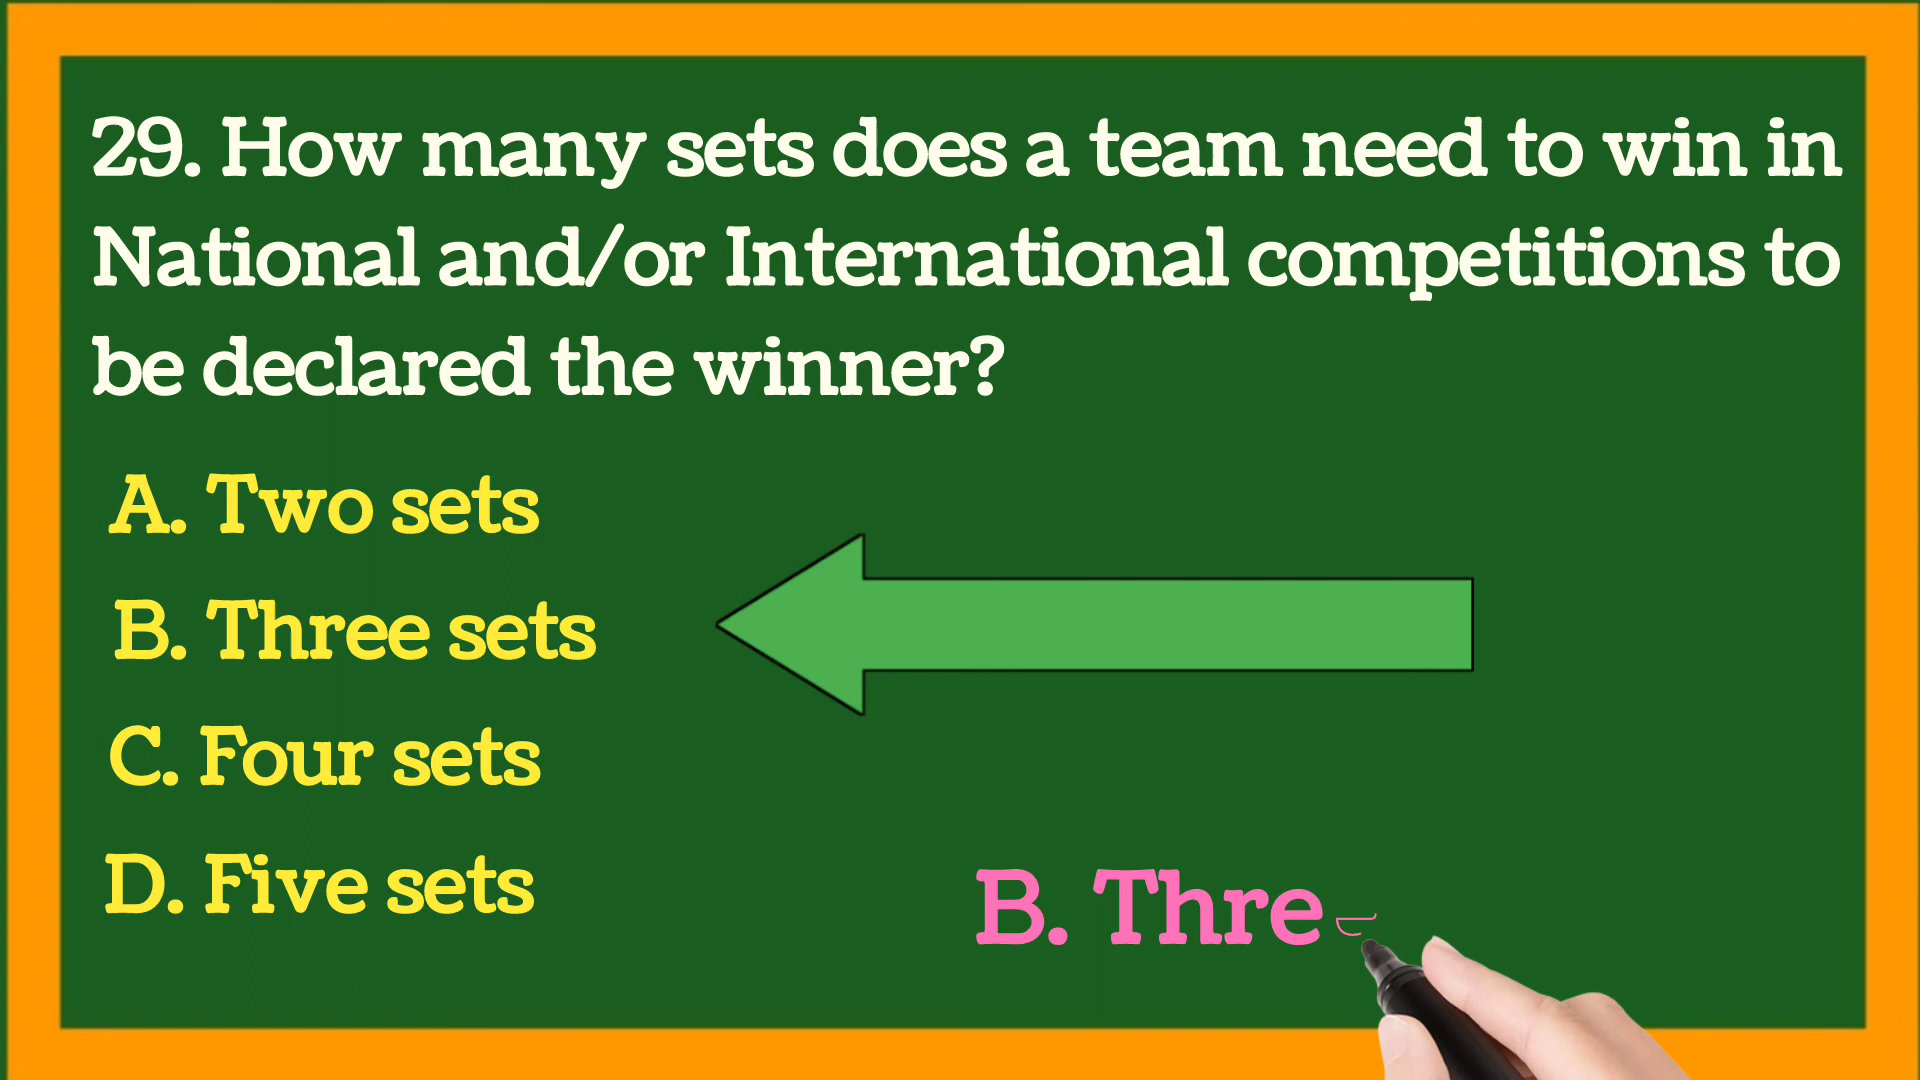 29. How many sets does a team need to win in
National and/or International competitions to
be declared the winner?
A. Two sets
B. Three sets
C. Four sets
D. Five sets
B. Thre